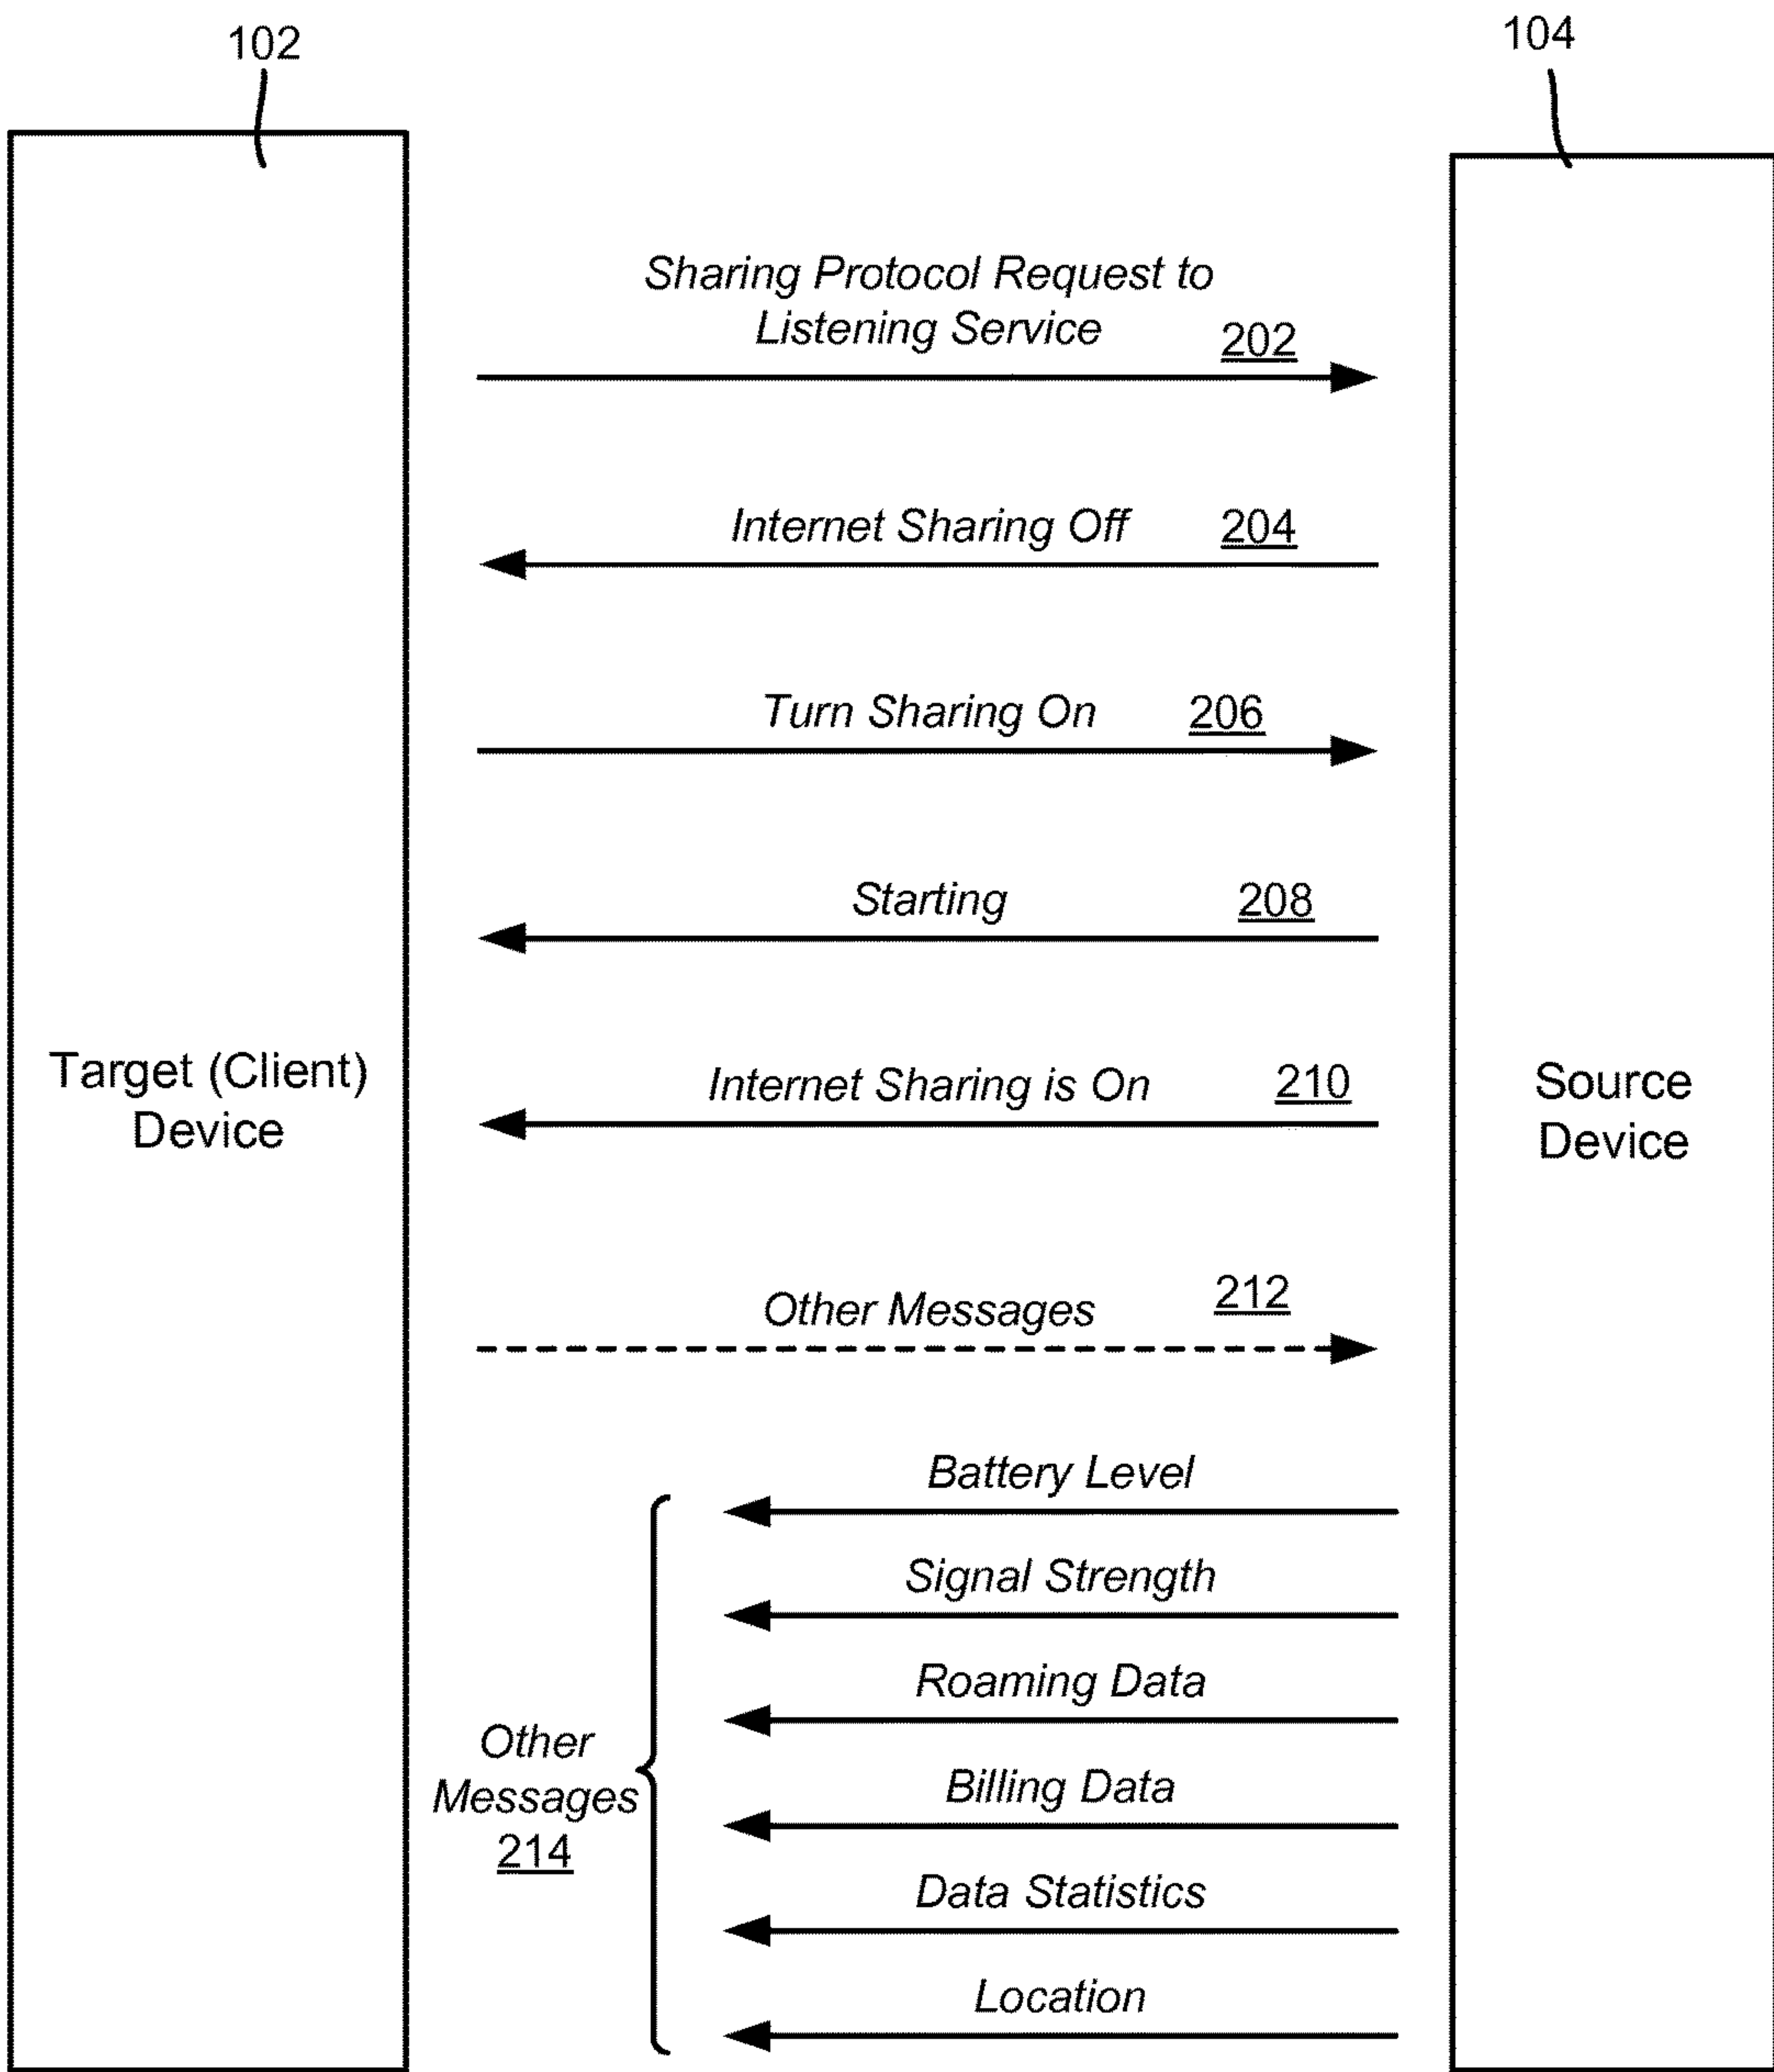 102
104
Sharing Protocol Request to
Listening Service 202
Internet Sharing Off 204
Turn Sharing On 206
Starting 208
Target (Client)
Device
Internet Sharing is On 210
Source
Device
Other Messages 212
Other
Messages
214
Battery Level
Signal Strength
Roaming Data
Billing Data
Data Statistics
Location